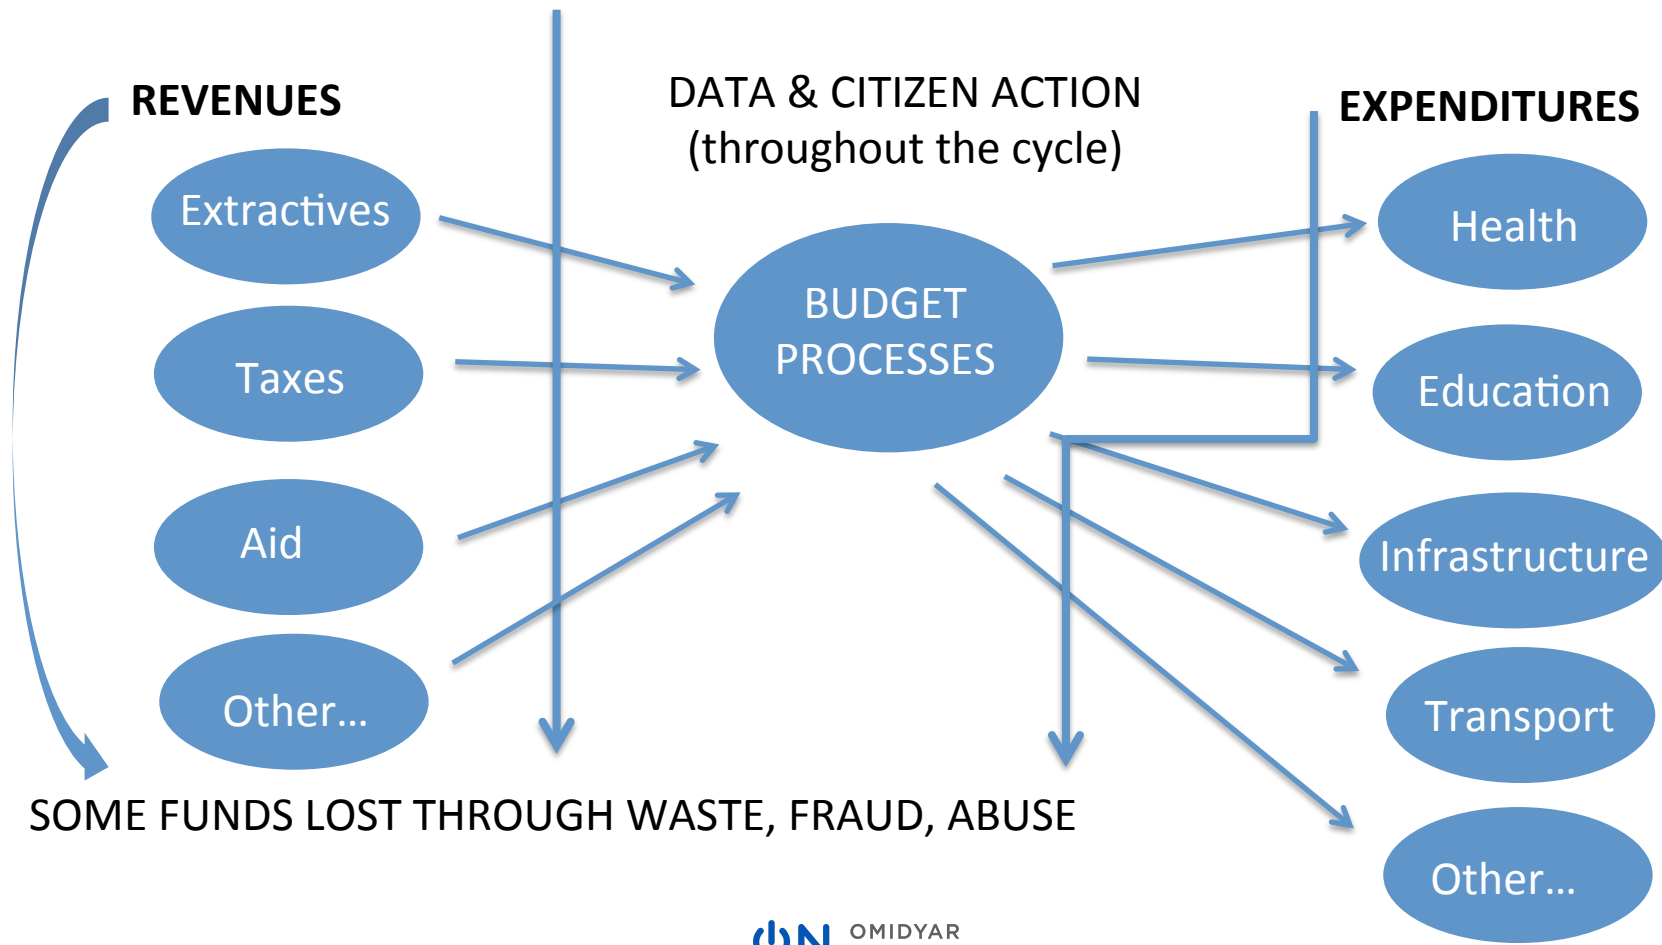 REVENUES
Extractives
Taxes
Aid
Other...
DATA & CITIZEN ACTION
(throughout the cycle)
BUDGET
PROCESSES
EXPENDITURES
Health
Education
Infrastructure
Transport
Other...
SOME FUNDS LOST THROUGH WASTE, FRAUD, ABUSE
ON OMIDYAR